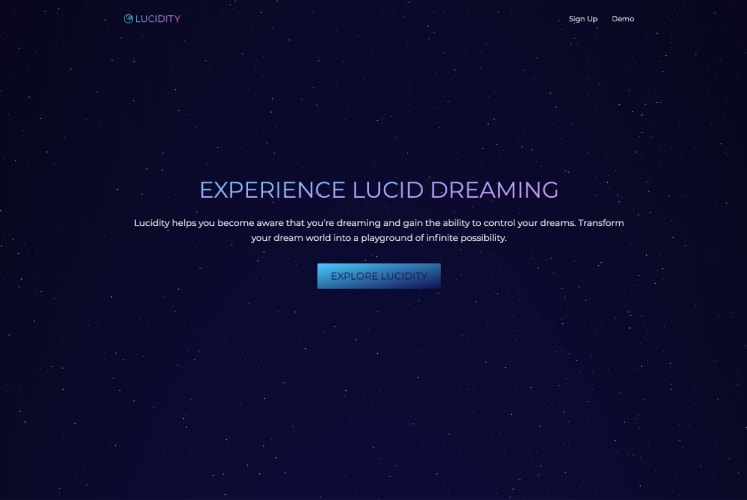 LUCIDITY
Sign Up
Demo
EXPERIENCE LUCID DREAMING
Lucidity helps you become aware that you're dreaming and gain the ability to control your dreams. Transform
your dream world into a playground of infinite possibility.
EXPLORE LUCIDITY